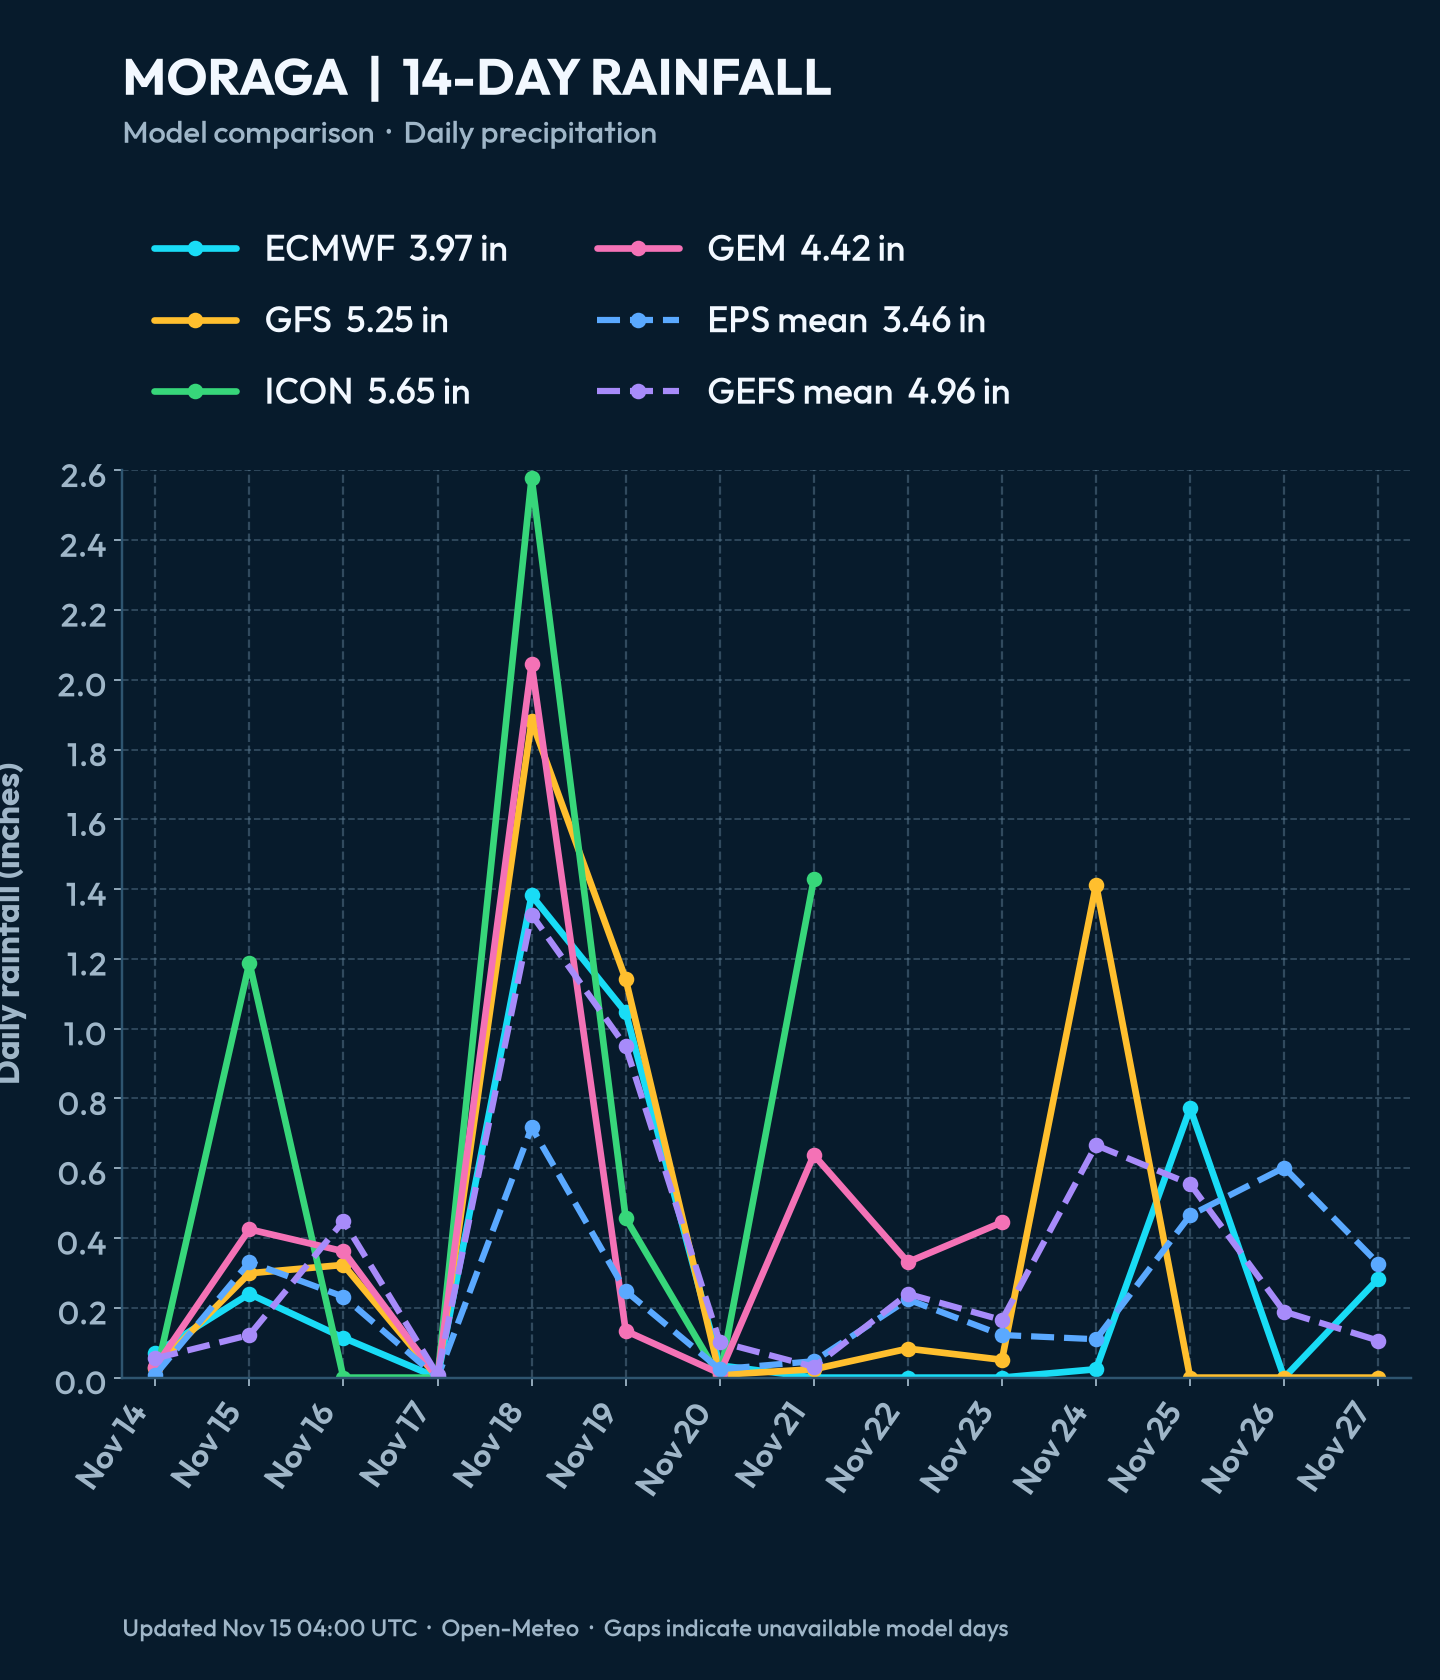 MORAGA | 14-DAY RAINFALL
Model comparison · Daily precipitation
ECMWF 3.97 in
GEM 4.42 in
GFS 5.25 in
EPS mean 3.46 in
ICON 5.65 in
GEFS mean 4.96 in
Daily rainfall (inches)
2.6
2.4
2.2
2.0
1.8
1.6
1.4
1.2
1.0
0.8
0.6
0.4
0.2
0.0
Nov 14
Nov 15
Nov 16
Nov 17
Nov 18
Nov 19
Nov 20
Nov 21
Nov 22
Nov 23
Nov 24
Nov 25
Nov 26
Nov 27
Updated Nov 15 04:00 UTC · Open-Meteo · Gaps indicate unavailable model days